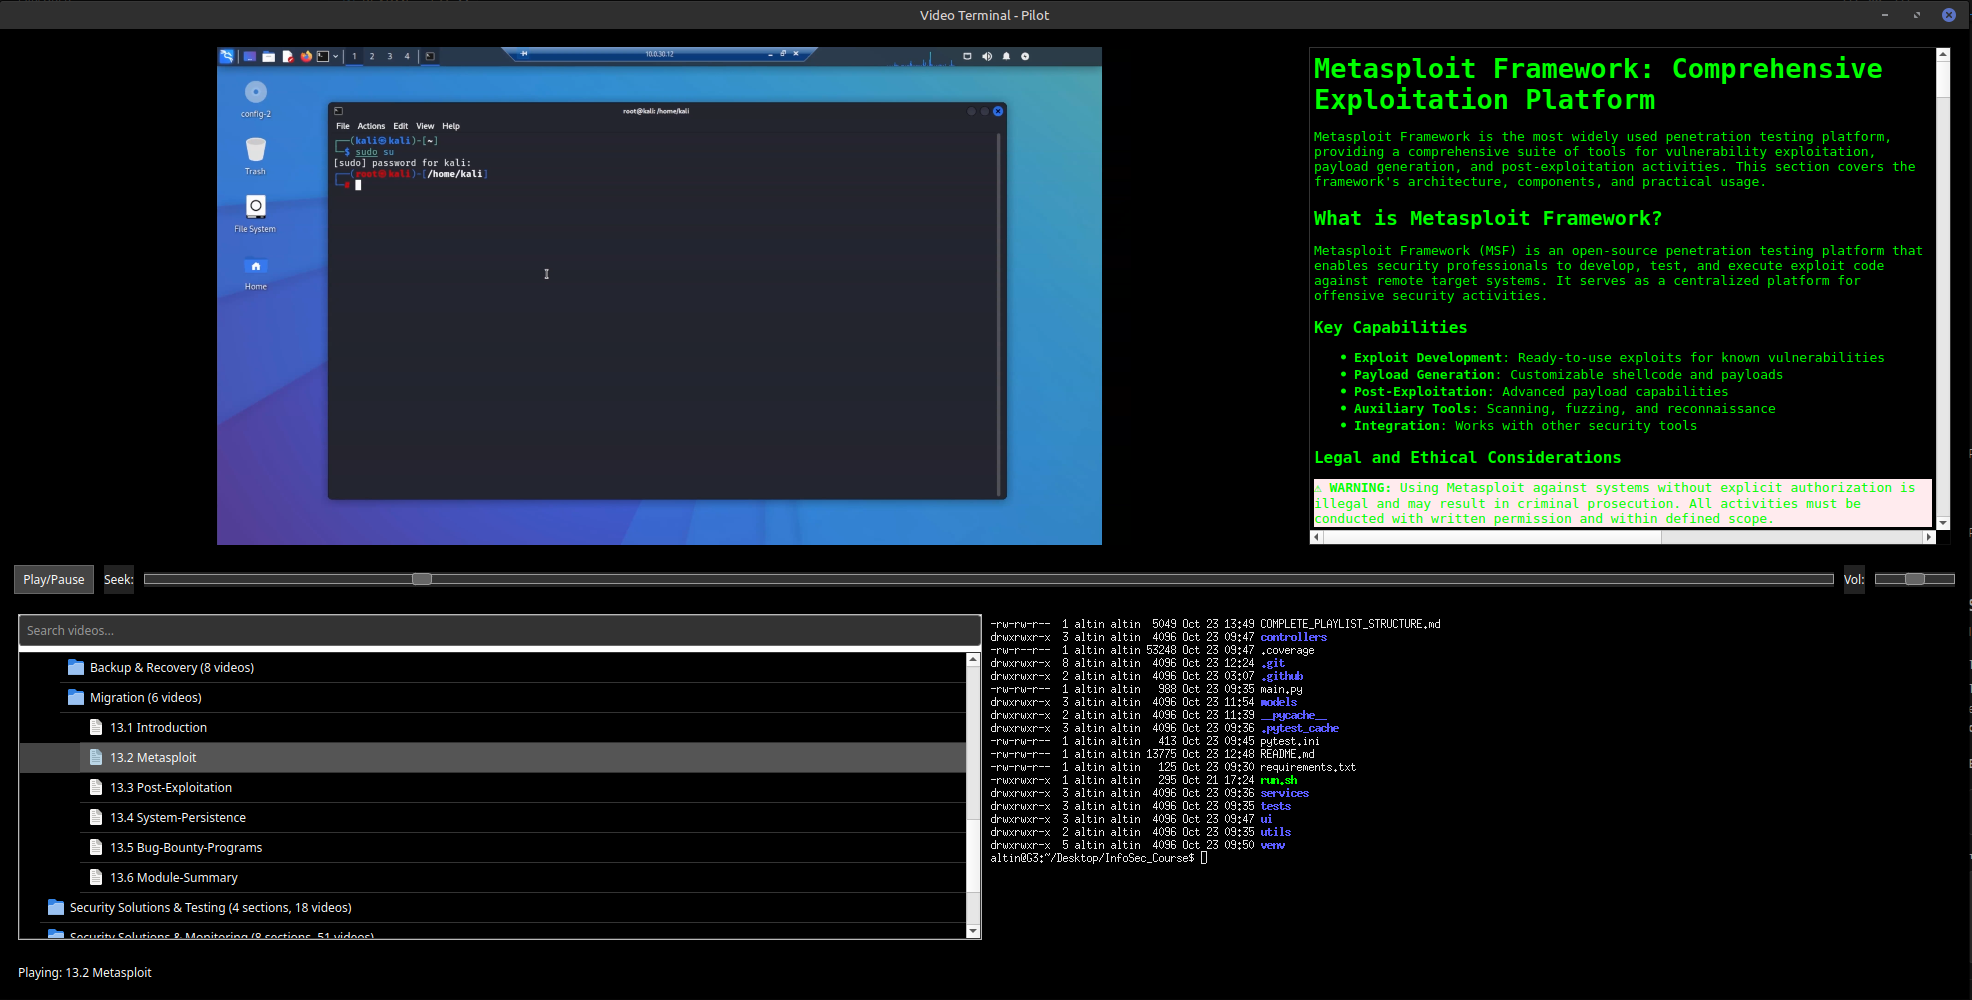 Video Terminal - Pilot
1 2 3 4
10.0.30.12
config-2
Trash
File System
Home
root@kali: /home/kali
File Actions Edit View Help
(kali㉿kali)-[~]
$ sudo su
[sudo] password for kali:
(root㉿kali)-[/home/kali]
#
Metasploit Framework: Comprehensive
Exploitation Platform
Metasploit Framework is the most widely used penetration testing platform,
providing a comprehensive suite of tools for vulnerability exploitation,
payload generation, and post-exploitation activities. This section covers the
framework's architecture, components, and practical usage.
What is Metasploit Framework?
Metasploit Framework (MSF) is an open-source penetration testing platform that
enables security professionals to develop, test, and execute exploit code
against remote target systems. It serves as a centralized platform for
offensive security activities.
Key Capabilities
• Exploit Development: Ready-to-use exploits for known vulnerabilities
• Payload Generation: Customizable shellcode and payloads
• Post-Exploitation: Advanced payload capabilities
• Auxiliary Tools: Scanning, fuzzing, and reconnaissance
• Integration: Works with other security tools
Legal and Ethical Considerations
⚠ WARNING: Using Metasploit against systems without explicit authorization is
illegal and may result in criminal prosecution. All activities must be
conducted with written permission and within defined scope.
Play/Pause
Seek:
Vol:
Search videos...
Backup & Recovery (8 videos)
Migration (6 videos)
13.1 Introduction
13.2 Metasploit
13.3 Post-Exploitation
13.4 System-Persistence
13.5 Bug-Bounty-Programs
13.6 Module-Summary
Security Solutions & Testing (4 sections, 18 videos)
Security Solutions & Monitoring (8 sections, 51 videos)
-rw-rw-r-- 1 altin altin 5049 Oct 23 13:49 COMPLETE_PLAYLIST_STRUCTURE.md
drwxrwxr-x 3 altin altin 4096 Oct 23 09:47 controllers
-rw-rw-r-- 1 altin altin 53248 Oct 23 09:47 .coverage
drwxrwxr-x 8 altin altin 4096 Oct 23 12:24 .git
drwxrwxr-x 2 altin altin 4096 Oct 23 03:07 .github
-rw-rw-r-- 1 altin altin 988 Oct 23 09:35 main.py
drwxrwxr-x 3 altin altin 4096 Oct 23 11:54 models
drwxrwxr-x 2 altin altin 4096 Oct 23 11:39 __pycache__
drwxrwxr-x 3 altin altin 4096 Oct 23 09:36 .pytest_cache
-rw-rw-r-- 1 altin altin 413 Oct 23 09:45 pytest.ini
-rw-rw-r-- 1 altin altin 13775 Oct 23 12:48 README.md
-rw-rw-r-- 1 altin altin 125 Oct 23 09:30 requirements.txt
-rwxrwxr-x 1 altin altin 295 Oct 21 17:24 run.sh
drwxrwxr-x 3 altin altin 4096 Oct 23 09:36 services
drwxrwxr-x 3 altin altin 4096 Oct 23 09:35 tests
drwxrwxr-x 3 altin altin 4096 Oct 23 09:47 ui
drwxrwxr-x 2 altin altin 4096 Oct 23 09:35 utils
drwxrwxr-x 5 altin altin 4096 Oct 23 09:50 venv
altin@G3:~/Desktop/InfoSec_Course$
Playing: 13.2 Metasploit